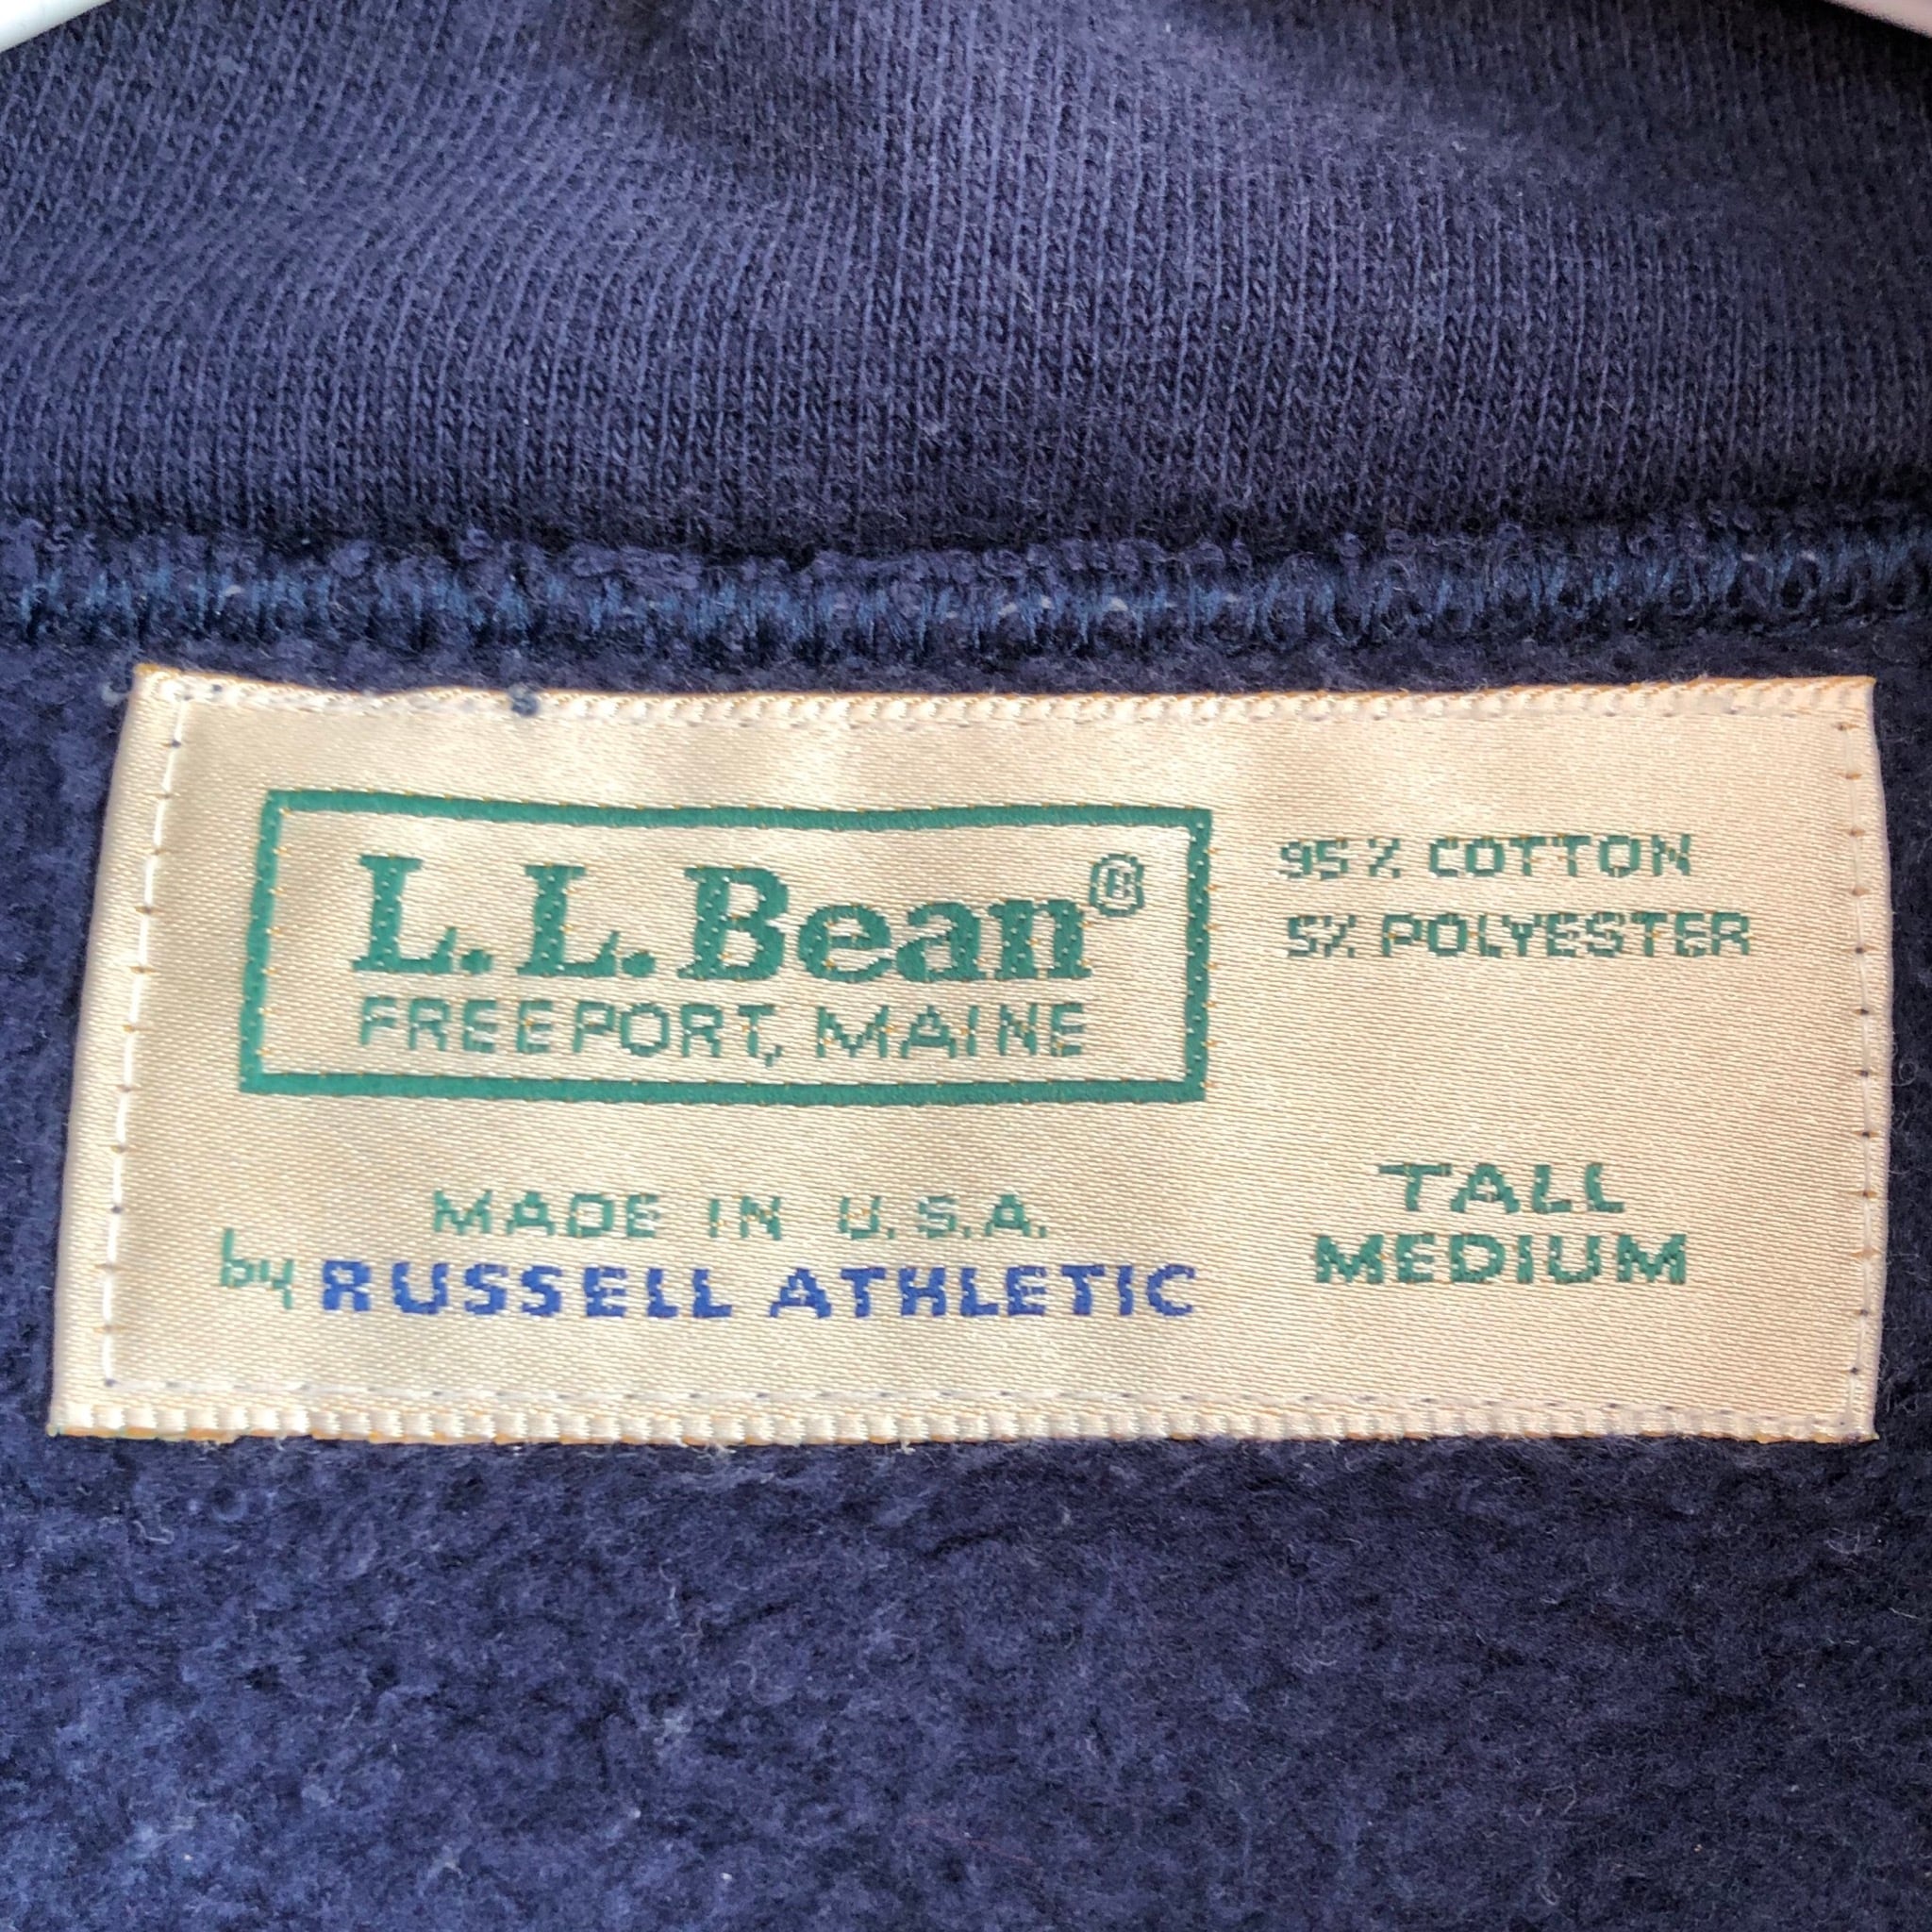 L.L.Bean®
FREEPORT, MAINE
95% COTTON
5% POLYESTER
MADE IN U.S.A.
by RUSSELL ATHLETIC
TALL
MEDIUM